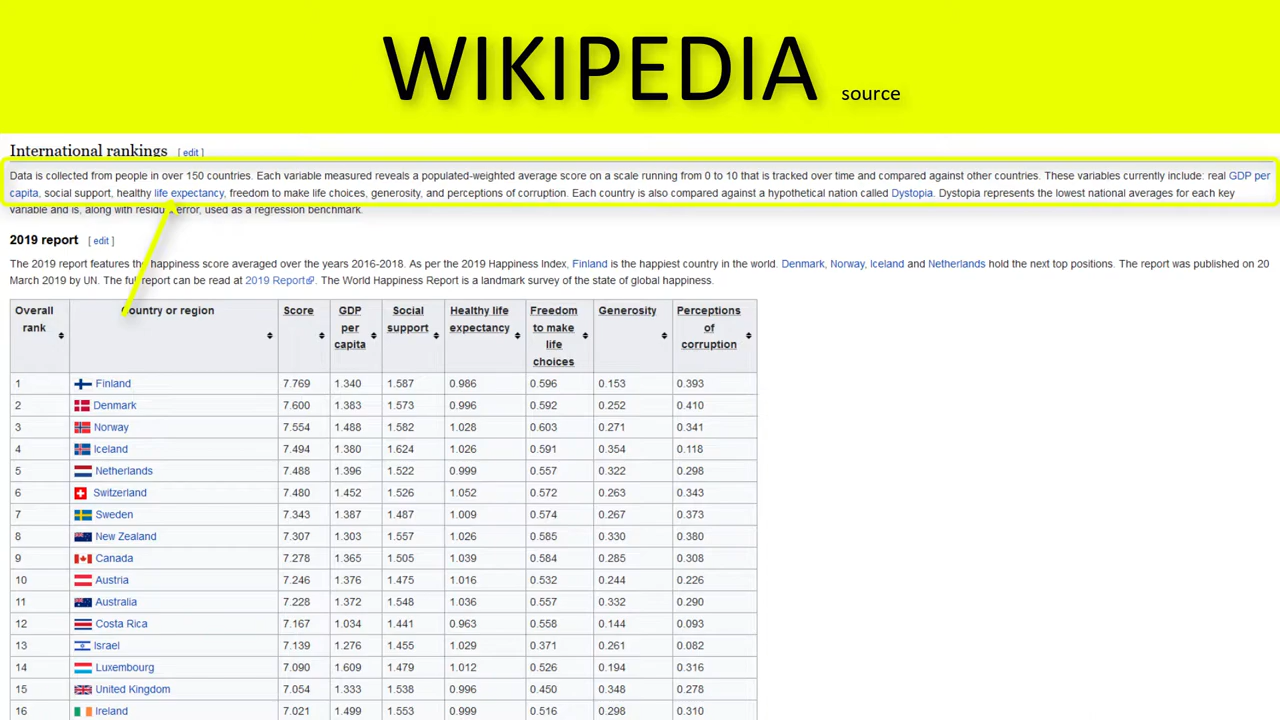 WIKIPEDIA source
International rankings [ edit ]
Data is collected from people in over 150 countries. Each variable measured reveals a populated-weighted average score on a scale running from 0 to 10 that is tracked over time and compared against other countries. These variables currently include: real GDP per
capita, social support, healthy life expectancy, freedom to make life choices, generosity, and perceptions of corruption. Each country is also compared against a hypothetical nation called Dystopia. Dystopia represents the lowest national averages for each key
variable and is, along with residual error, used as a regression benchmark.
2019 report [ edit ]
The 2019 report features the happiness score averaged over the years 2016-2018. As per the 2019 Happiness Index, Finland is the happiest country in the world. Denmark, Norway, Iceland and Netherlands hold the next top positions. The report was published on 20
March 2019 by UN. The full report can be read at 2019 Report. The World Happiness Report is a landmark survey of the state of global happiness.
Overall rank Country or region Score GDP per capita Social support Healthy life expectancy Freedom to make life choices Generosity Perceptions of corruption
1 Finland 7.769 1.340 1.587 0.986 0.596 0.153 0.393
2 Denmark 7.600 1.383 1.573 0.996 0.592 0.252 0.410
3 Norway 7.554 1.488 1.582 1.028 0.603 0.271 0.341
4 Iceland 7.494 1.380 1.624 1.026 0.591 0.354 0.118
5 Netherlands 7.488 1.396 1.522 0.999 0.557 0.322 0.298
6 Switzerland 7.480 1.452 1.526 1.052 0.572 0.263 0.343
7 Sweden 7.343 1.387 1.487 1.009 0.574 0.267 0.373
8 New Zealand 7.307 1.303 1.557 1.026 0.585 0.330 0.380
9 Canada 7.278 1.365 1.505 1.039 0.584 0.285 0.308
10 Austria 7.246 1.376 1.475 1.016 0.532 0.244 0.226
11 Australia 7.228 1.372 1.548 1.036 0.557 0.332 0.290
12 Costa Rica 7.167 1.034 1.441 0.963 0.558 0.144 0.093
13 Israel 7.139 1.276 1.455 1.029 0.371 0.261 0.082
14 Luxembourg 7.090 1.609 1.479 1.012 0.526 0.194 0.316
15 United Kingdom 7.054 1.333 1.538 0.996 0.450 0.348 0.278
16 Ireland 7.021 1.499 1.553 0.999 0.516 0.298 0.310